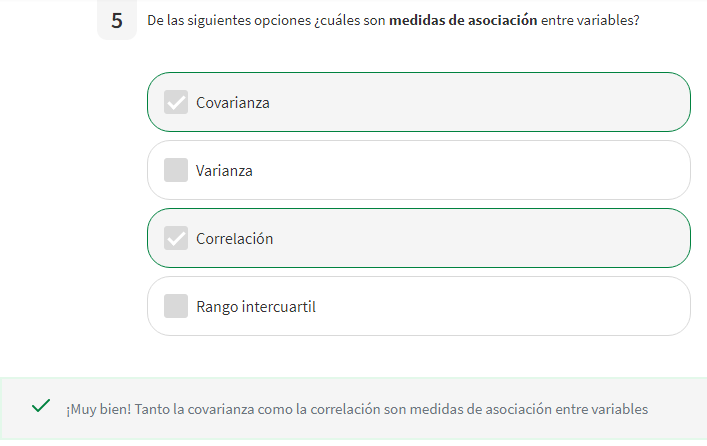 5 De las siguientes opciones ¿cuáles son medidas de asociación entre variables?
Covarianza
Varianza
Correlación
Rango intercuartil
¡Muy bien! Tanto la covarianza como la correlación son medidas de asociación entre variables